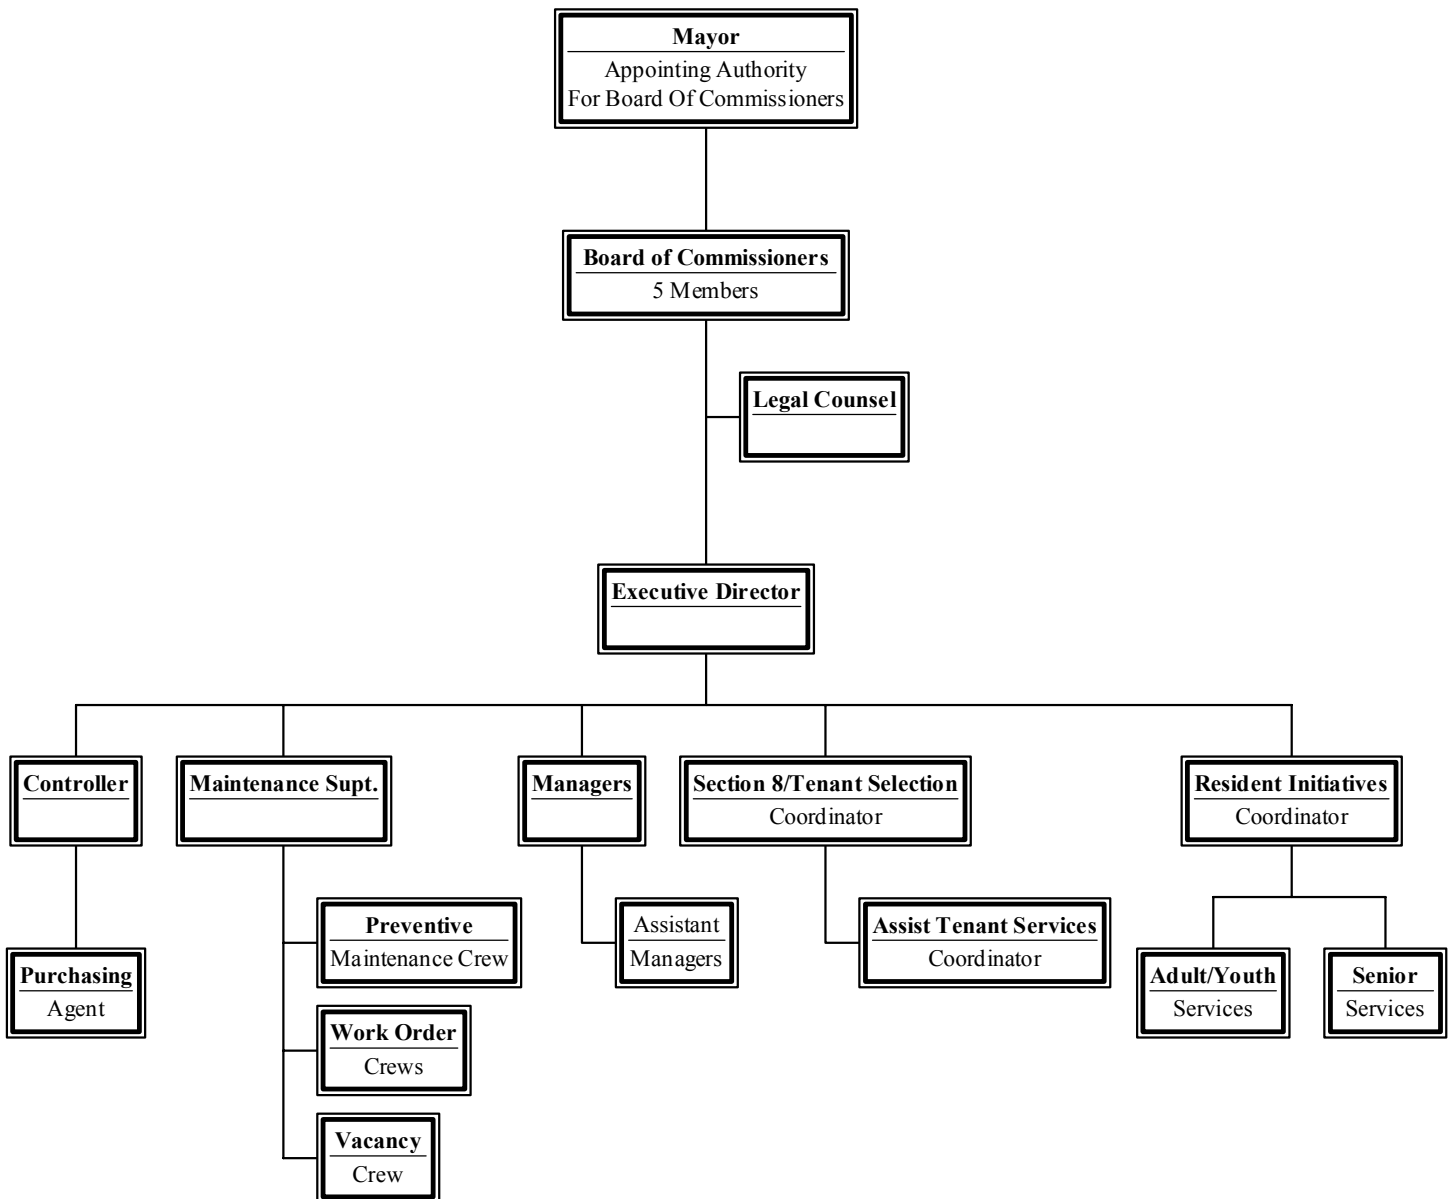 Mayor
Appointing Authority
For Board Of Commissioners
Board of Commissioners
5 Members
Legal Counsel
Executive Director
Controller
Maintenance Supt.
Managers
Section 8/Tenant Selection
Coordinator
Resident Initiatives
Coordinator
Purchasing
Agent
Preventive
Maintenance Crew
Work Order
Crews
Vacancy
Crew
Assistant
Managers
Assist Tenant Services
Coordinator
Adult/Youth
Services
Senior
Services